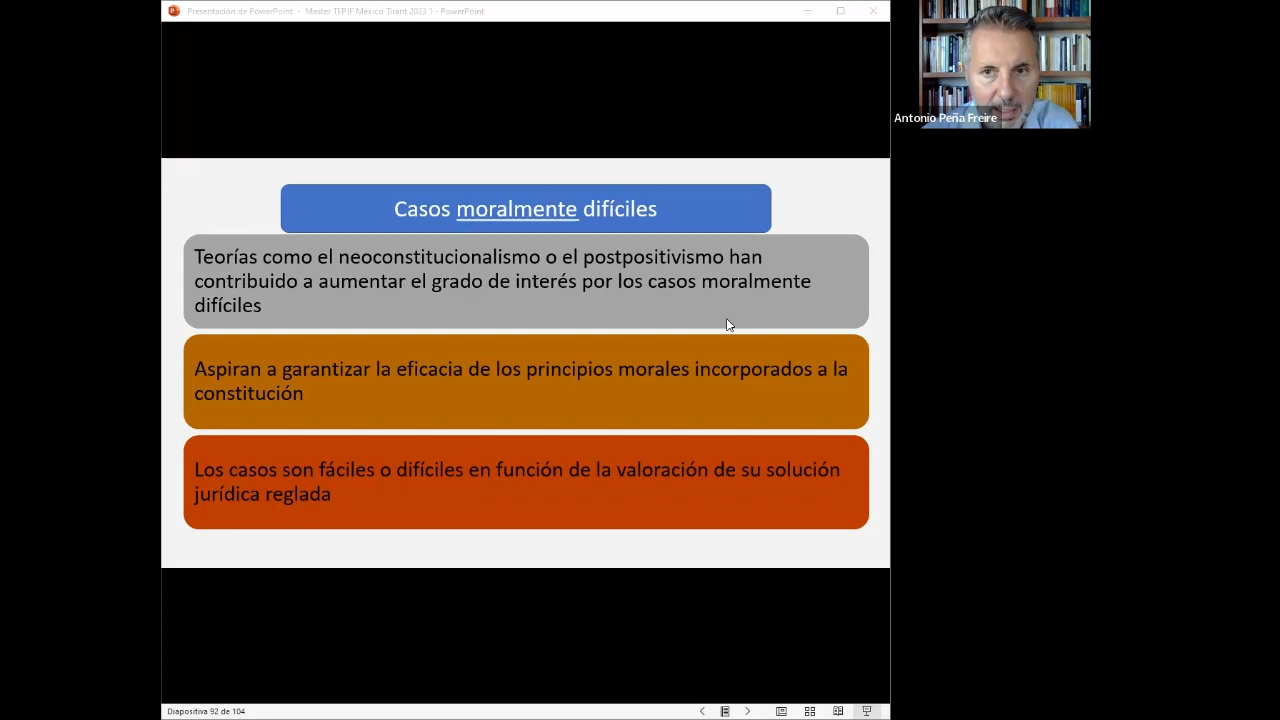 Presentación de PowerPoint - Master TEPJF Mexico Tirant 2023 1 - PowerPoint
Antonio Peña Freire
Casos moralmente difíciles
Teorías como el neoconstitucionalismo o el postpositivismo han
contribuido a aumentar el grado de interés por los casos moralmente
difíciles
Aspiran a garantizar la eficacia de los principios morales incorporados a la
constitución
Los casos son fáciles o difíciles en función de la valoración de su solución
jurídica reglada
Diapositiva 92 de 104